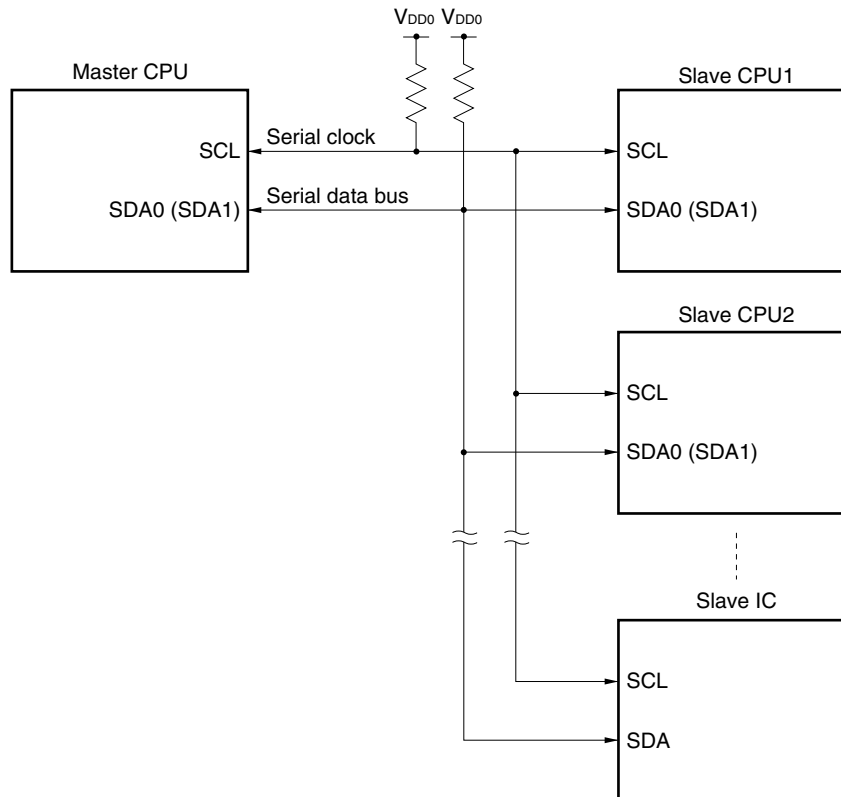 VDD0 VDD0
Master CPU
Slave CPU1
SCL
Serial clock
SCL
SDA0 (SDA1)
Serial data bus
SDA0 (SDA1)
Slave CPU2
SCL
SDA0 (SDA1)
Slave IC
SCL
SDA